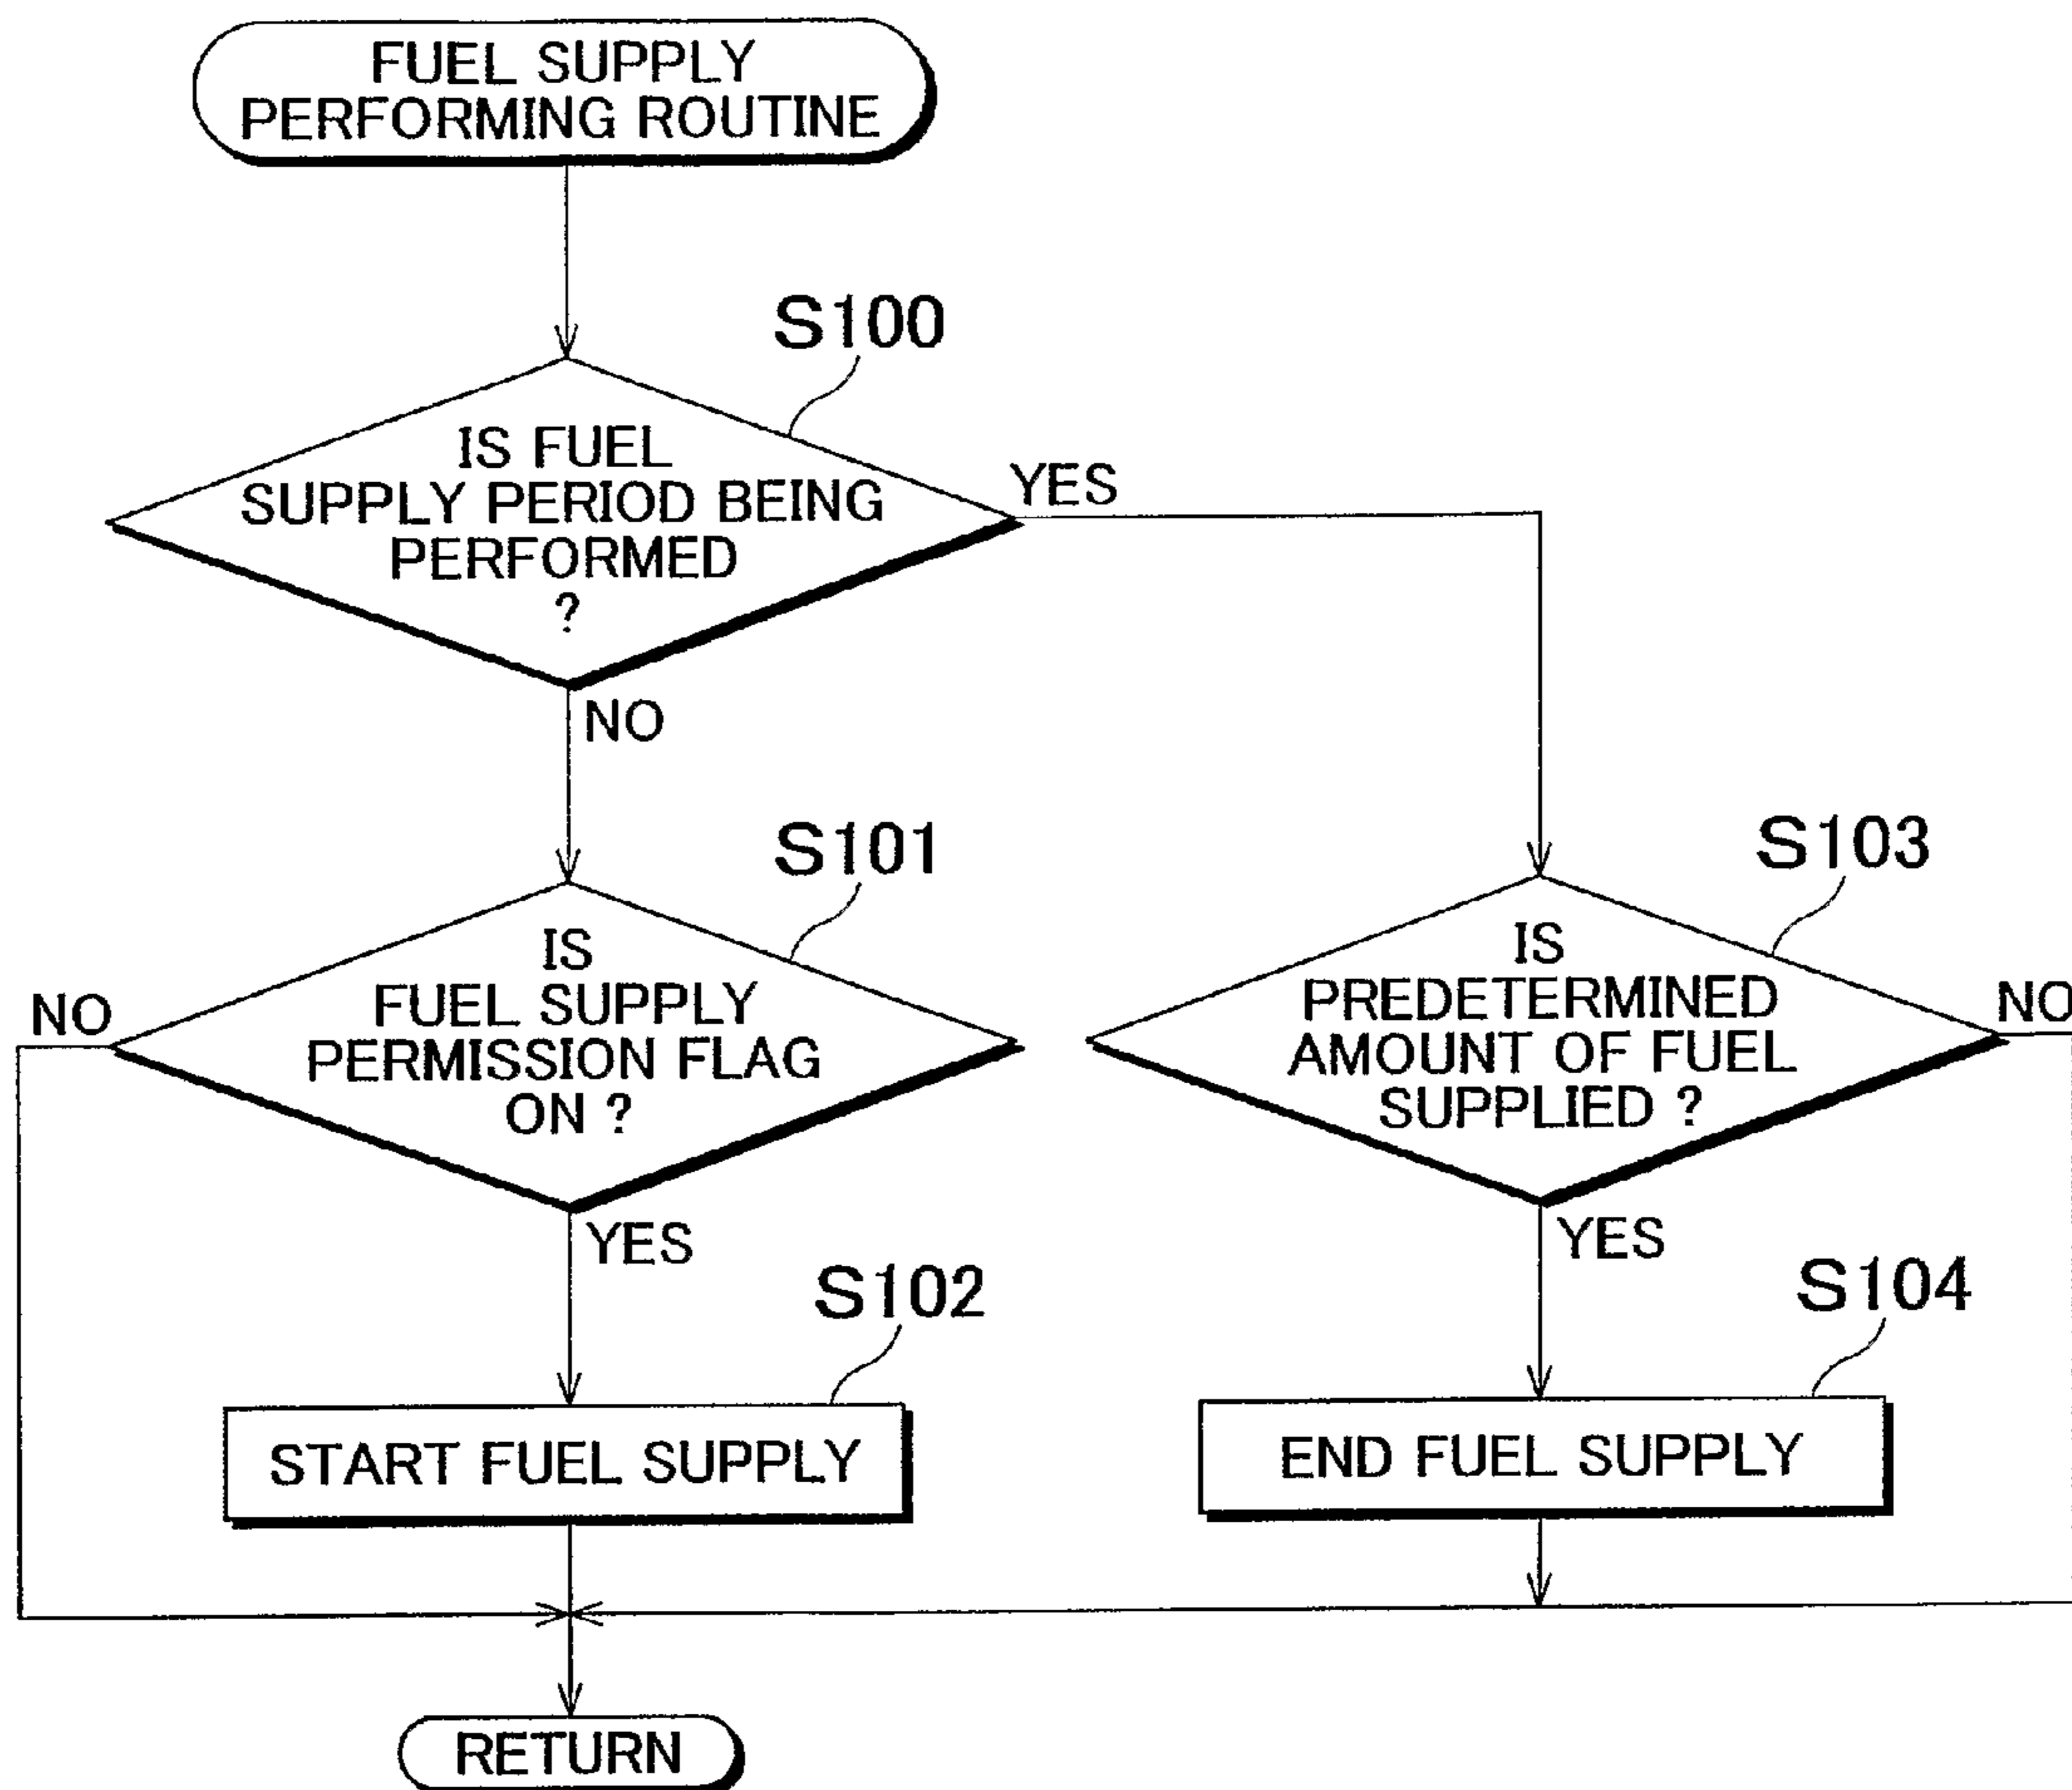 FUEL SUPPLY
PERFORMING ROUTINE
S100
IS FUEL
SUPPLY PERIOD BEING
PERFORMED
?
YES
NO
S101
IS
FUEL SUPPLY
PERMISSION FLAG
ON ?
NO
YES
S103
IS
PREDETERMINED
AMOUNT OF FUEL
SUPPLIED ?
NO
YES
S102
START FUEL SUPPLY
S104
END FUEL SUPPLY
RETURN